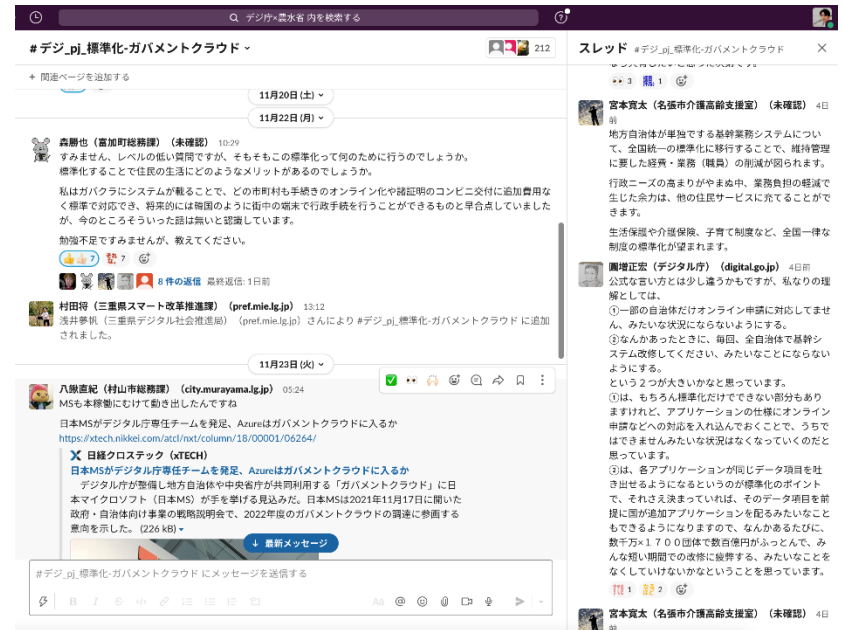 デジ庁×農水省 内を検索する
#デジ_pj_標準化-ガバメントクラウド
212
+ 関連ページを追加する
11月20日(土)
11月22日(月)
森勝也（富加町総務課）（未確認） 10:29
すみません、レベルの低い質問ですが、そもそもこの標準化って何のために行うのでしょうか。
標準化することで住民の生活にどのようなメリットがあるのでしょうか。
私はガバクラにシステムが載ることで、どの市町村も手続きのオンライン化や諸証明のコンビニ交付に追加費用な
く標準で対応でき、将来的には韓国のように街中の端末で行政手続を行うことができるものと早合点していました
が、今のところそういった話は無いと認識しています。
勉強不足ですみませんが、教えてください。
7
7
8 件の返信 最終返信: 1日前
村田将（三重県スマート改革推進課）（pref.mie.lg.jp） 13:12
浅井夢帆（三重県デジタル社会推進局）（pref.mie.lg.jp）さんにより #デジ_pj_標準化-ガバメントクラウド に追加
されました。
11月23日(火)
八鍬直紀（村山市総務課）（city.murayama.lg.jp） 05:24
MSも本稼働にむけて動き出したんですね
日本MSがデジタル庁専任チームを発足、Azureはガバメントクラウドに入るか
https://xtech.nikkei.com/atcl/nxt/column/18/00001/06264/
日経クロステック（xTECH）
日本MSがデジタル庁専任チームを発足、Azureはガバメントクラウドに入るか
デジタル庁が整備し地方自治体や中央省庁が共同利用する「ガバメントクラウド」に日
本マイクロソフト（日本MS）が手を挙げる見込みだ。日本MSは2021年11月17日に開いた
政府・自治体向け事業の戦略説明会で、2022年度のガバメントクラウドの調達に参画する
意向を示した。 (226 kB)
↓ 最新メッセージ
#デジ_pj_標準化-ガバメントクラウド にメッセージを送信する
B I S </>
Aa @
スレッド #デジ_pj_標準化-ガバメントクラウド
3
1
宮本寛太（名張市介護高齢支援室）（未確認） 4日
前
地方自治体が単独でする基幹業務システムについ
て、全国統一の標準化に移行することで、維持管理
に要した経費・業務（職員）の削減が図られます。
行政ニーズの高まりがやまぬ中、業務負担の軽減で
生じた余力は、他の住民サービスに充てることがで
きます。
生活保護や介護保険、子育て制度など、全国一律な
制度の標準化が望まれます。
圓増正宏（デジタル庁）（digital.go.jp） 4日前
公式な言い方とは少し違うかもですが、私なりの理
解としては、
①一部の自治体だけオンライン申請に対応してませ
ん、みたいな状況にならないようにする。
②なんかあったときに、毎回、全自治体で基幹シ
ステム改修してください、みたいなことにならない
ようにする。
という２つが大きいかなと思っています。
①は、もちろん標準化だけでできない部分もあり
ますけれど、アプリケーションの仕様にオンライン
申請などへの対応を入れ込んでおくことで、うちで
はできませんみたいな状況はなくなっていくのだと
思っています。
②は、各アプリケーションが同じデータ項目を吐
き出せるようになるというのが標準化のポイント
で、それさえ決まっていれば、そのデータ項目を前
提に国が追加アプリケーションを配るみたいなこと
もできるようになりますので、なんかあるたびに、
数千万×１７００団体で数百億円がふっとんで、み
んな短い期間での改修に疲弊する、みたいなことを
なくしていけないかなということを思っています。
1
2
宮本寛太（名張市介護高齢支援室）（未確認） 4日